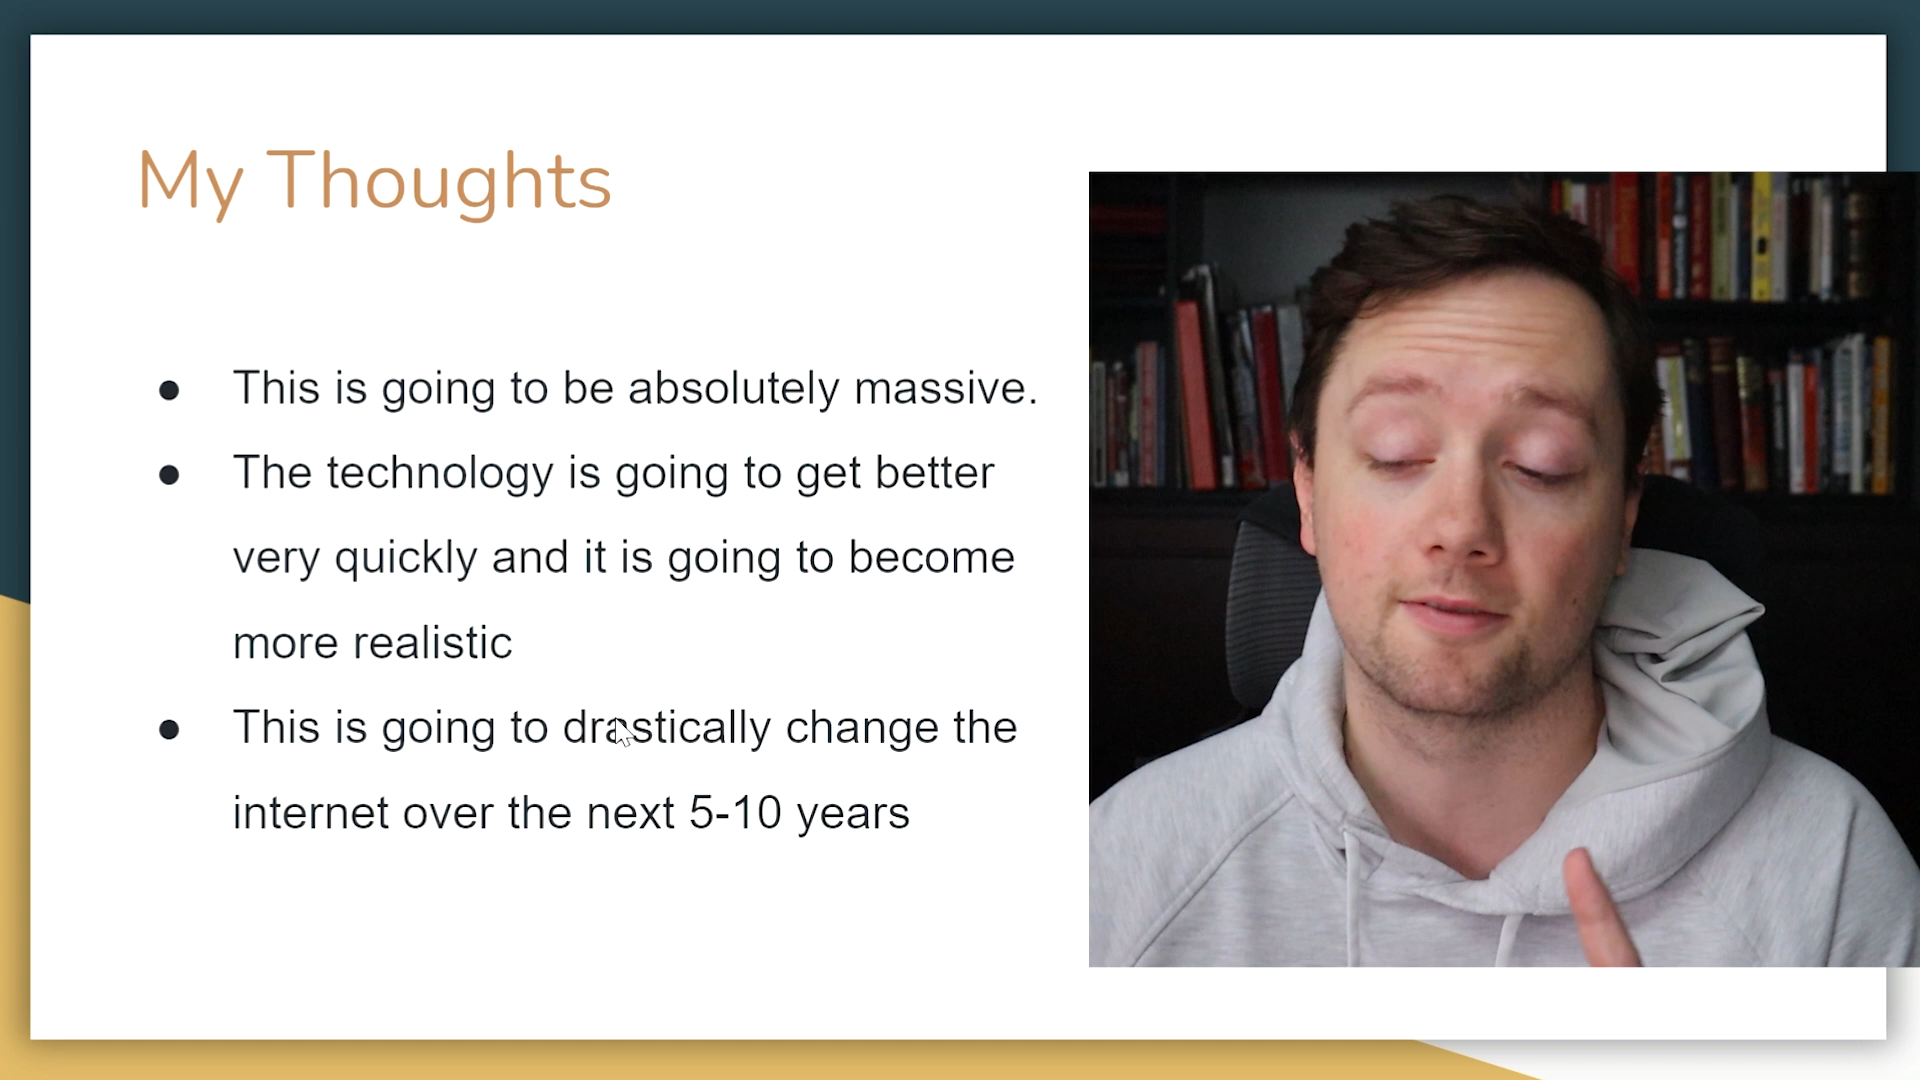 My Thoughts
● This is going to be absolutely massive.
● The technology is going to get better
very quickly and it is going to become
more realistic
● This is going to drastically change the
internet over the next 5-10 years